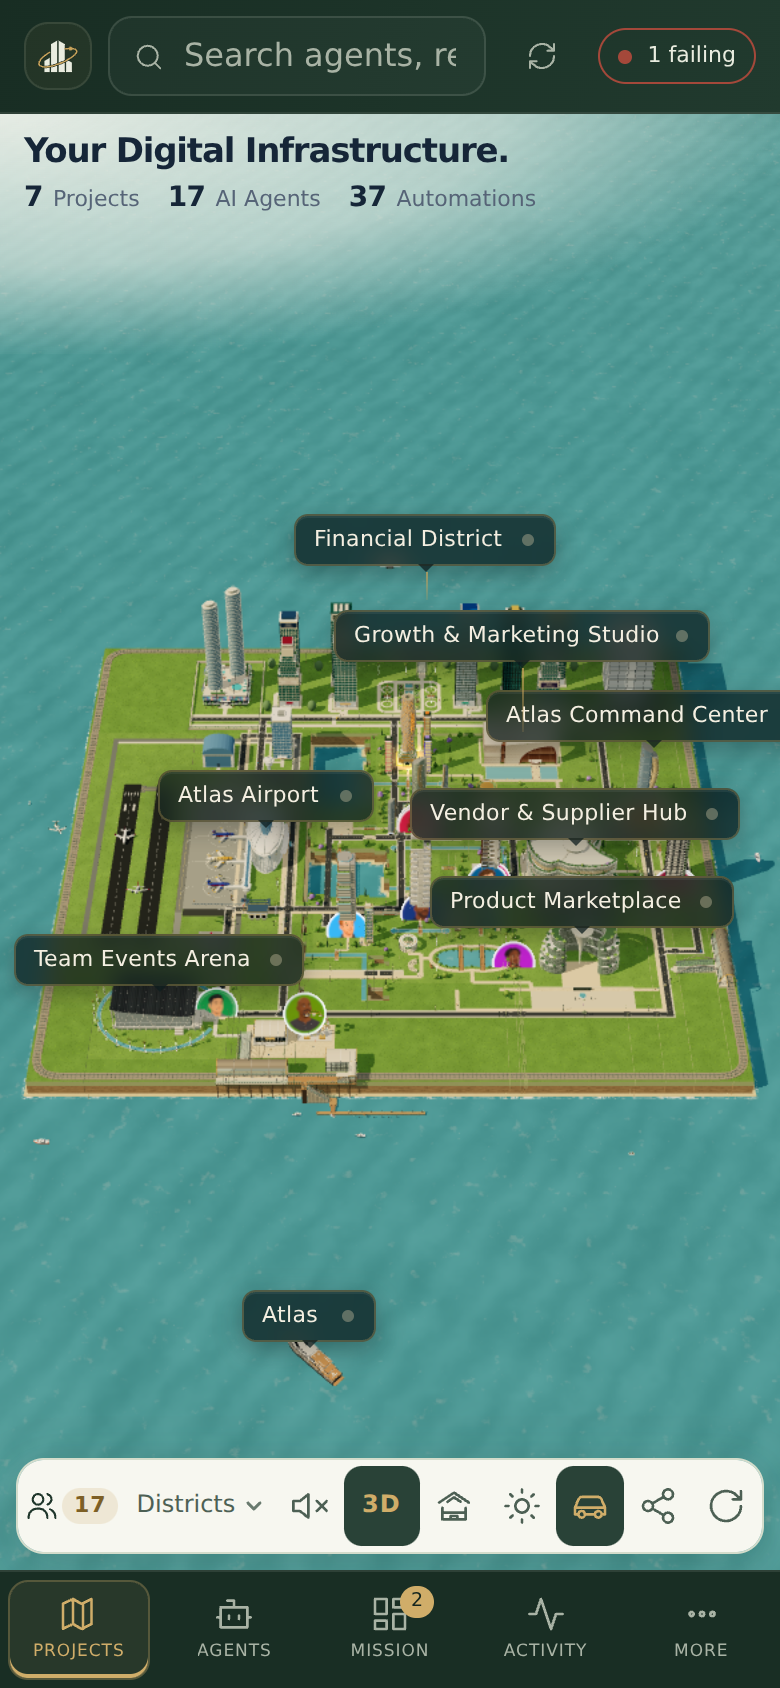 Search agents, re
1 failing
Your Digital Infrastructure.
7 Projects 17 AI Agents 37 Automations
Financial District
Growth & Marketing Studio
Atlas Command Center
Atlas Airport
Vendor & Supplier Hub
Product Marketplace
Team Events Arena
Atlas
17 Districts 3D
2
PROJECTS AGENTS MISSION ACTIVITY MORE